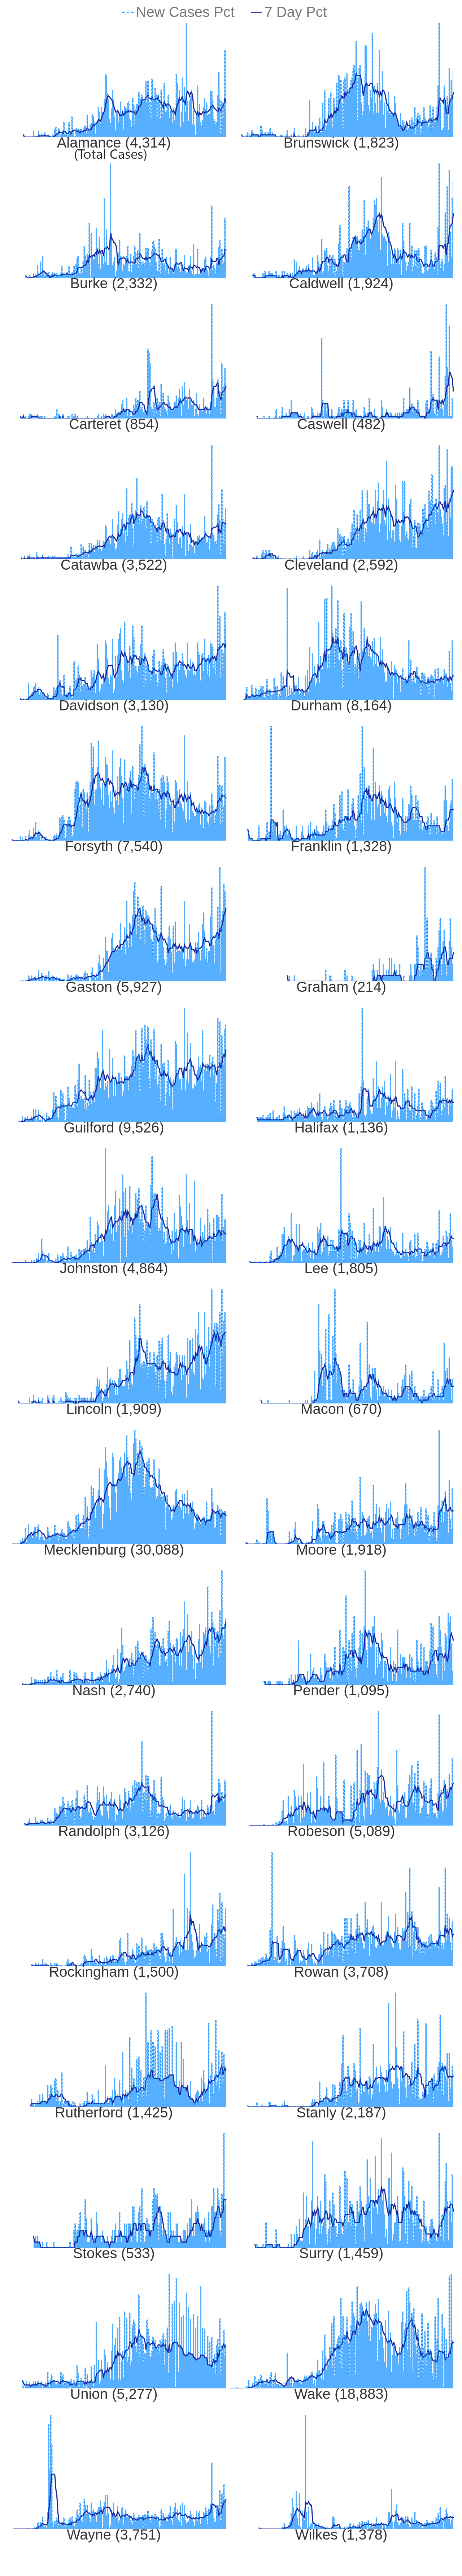 New Cases Pct 7 Day Pct
Alamance (4,314) Brunswick (1,823)
(Total Cases)
Burke (2,332) Caldwell (1,924)
Carteret (854) Caswell (482)
Catawba (3,522) Cleveland (2,592)
Davidson (3,130) Durham (8,164)
Forsyth (7,540) Franklin (1,328)
Gaston (5,927) Graham (214)
Guilford (9,526) Halifax (1,136)
Johnston (4,864) Lee (1,805)
Lincoln (1,909) Macon (670)
Mecklenburg (30,088) Moore (1,918)
Nash (2,740) Pender (1,095)
Randolph (3,126) Robeson (5,089)
Rockingham (1,500) Rowan (3,708)
Rutherford (1,425) Stanly (2,187)
Stokes (533) Surry (1,459)
Union (5,277) Wake (18,883)
Wayne (3,751) Wilkes (1,378)